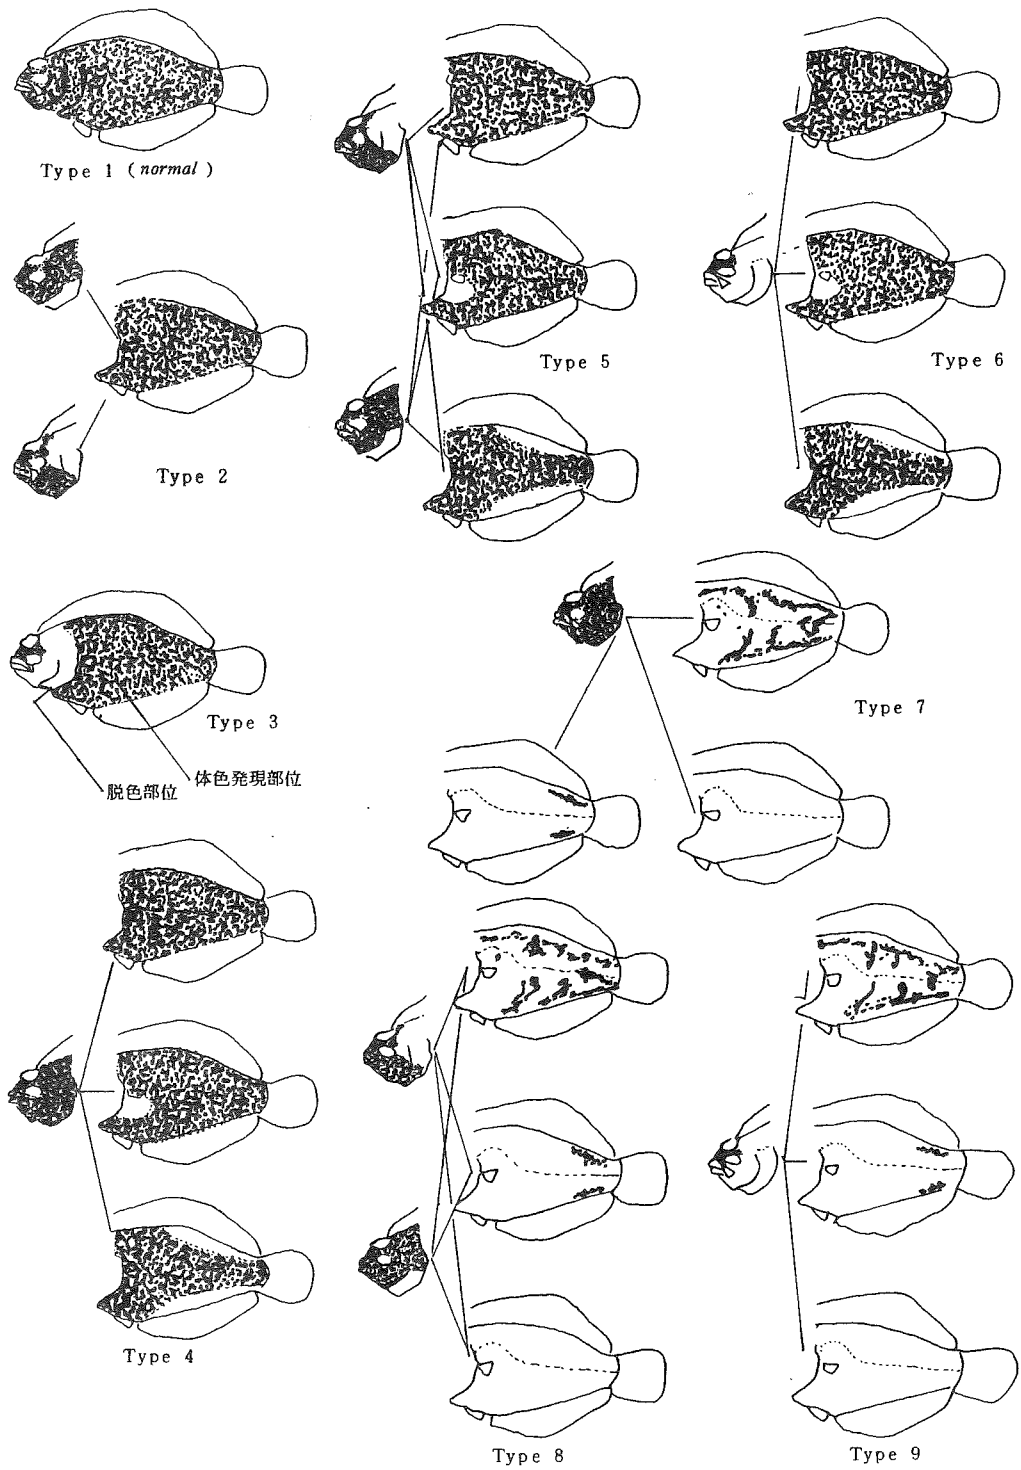 Type 1 (normal)
Type 2
Type 5
Type 6
Type 3
体色発現部位
脱色部位
Type 7
Type 4
Type 8
Type 9